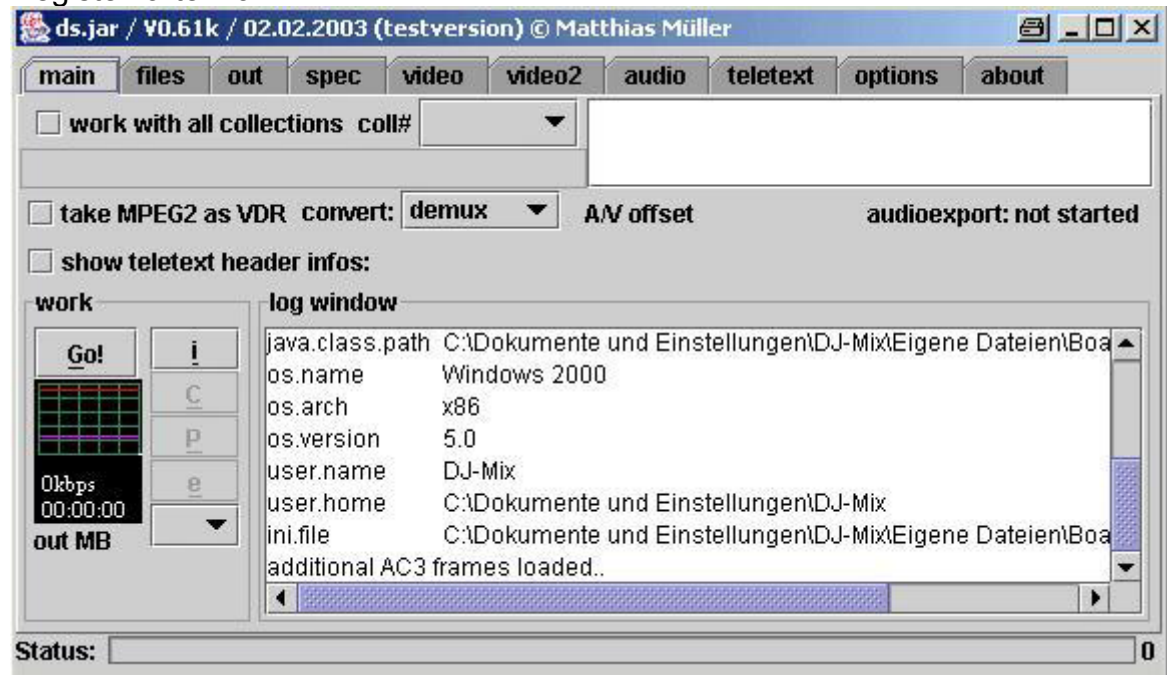 ds.jar / V0.61k / 02.02.2003 (testversion) © Matthias Müller
main files out spec video video2 audio teletext options about
work with all collections coll#
take MPEG2 as VDR convert: demux A/V offset audioexport: not started
show teletext header infos:
work
Go!
i
C
p
e
0kbps
00:00:00
out MB
log window
java.class.path C:\Dokumente und Einstellungen\DJ-Mix\Eigene Dateien\Boa
os.name Windows 2000
os.arch x86
os.version 5.0
user.name DJ-Mix
user.home C:\Dokumente und Einstellungen\DJ-Mix
ini.file C:\Dokumente und Einstellungen\DJ-Mix\Eigene Dateien\Boa
additional AC3 frames loaded..
Status: 0